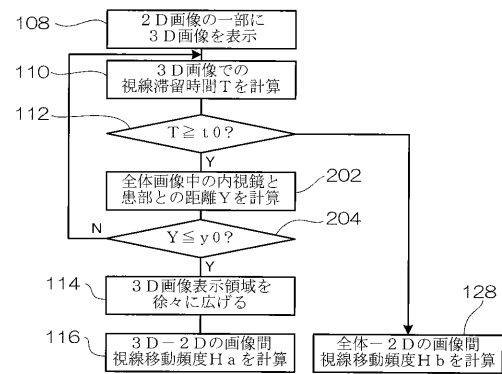 108
2D画像の一部に
3D画像を表示
110
3D画像での
視線滞留時間Tを計算
112
T≧t0?
Y
全体画像中の内視鏡と
患部との距離Yを計算
202
204
N
Y≦y0?
Y
114
3D画像表示領域を
徐々に広げる
128
116
3D-2Dの画像間
視線移動頻度Haを計算
全体-2Dの画像間
視線移動頻度Hbを計算